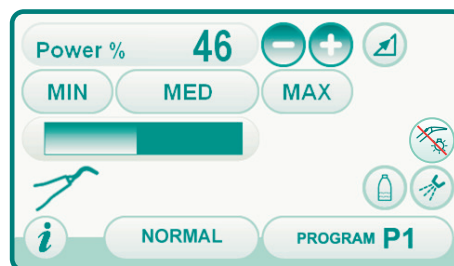 Power % 46 - +
MIN MED MAX
i NORMAL PROGRAM P1